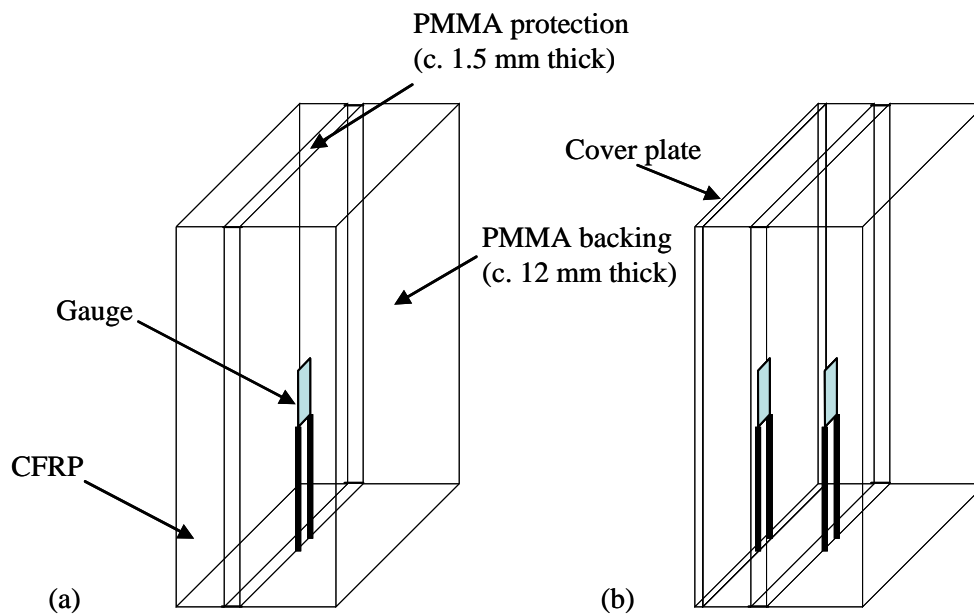 PMMA protection
(c. 1.5 mm thick)
Cover plate
PMMA backing
(c. 12 mm thick)
Gauge
CFRP
(a)
(b)